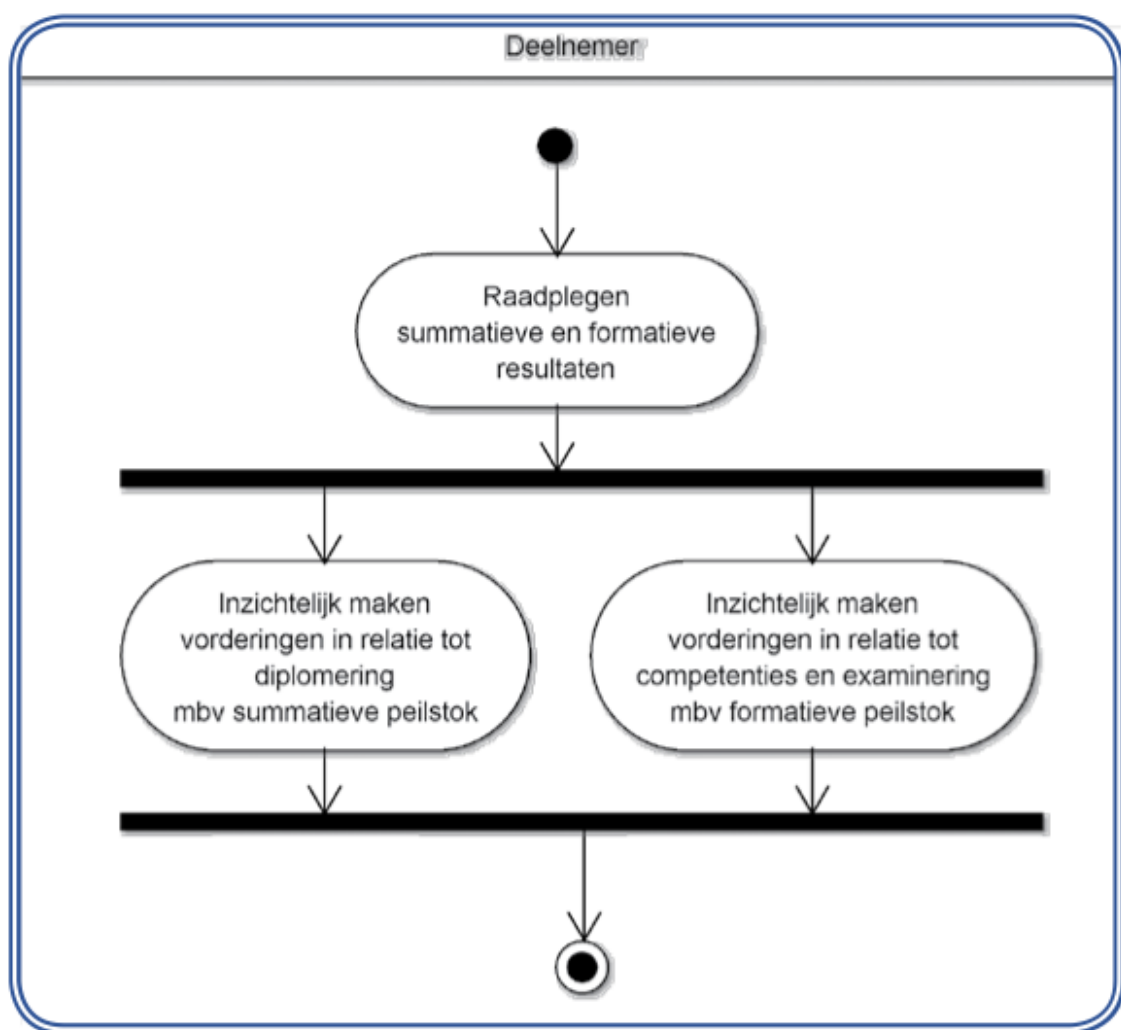 Deelnemer
Raadplegen
summatieve en formatieve
resultaten
Inzichtelijk maken
vorderingen in relatie tot
diplomering
mbv summatieve peilstok
Inzichtelijk maken
vorderingen in relatie tot
competenties en examinering
mbv formatieve peilstok